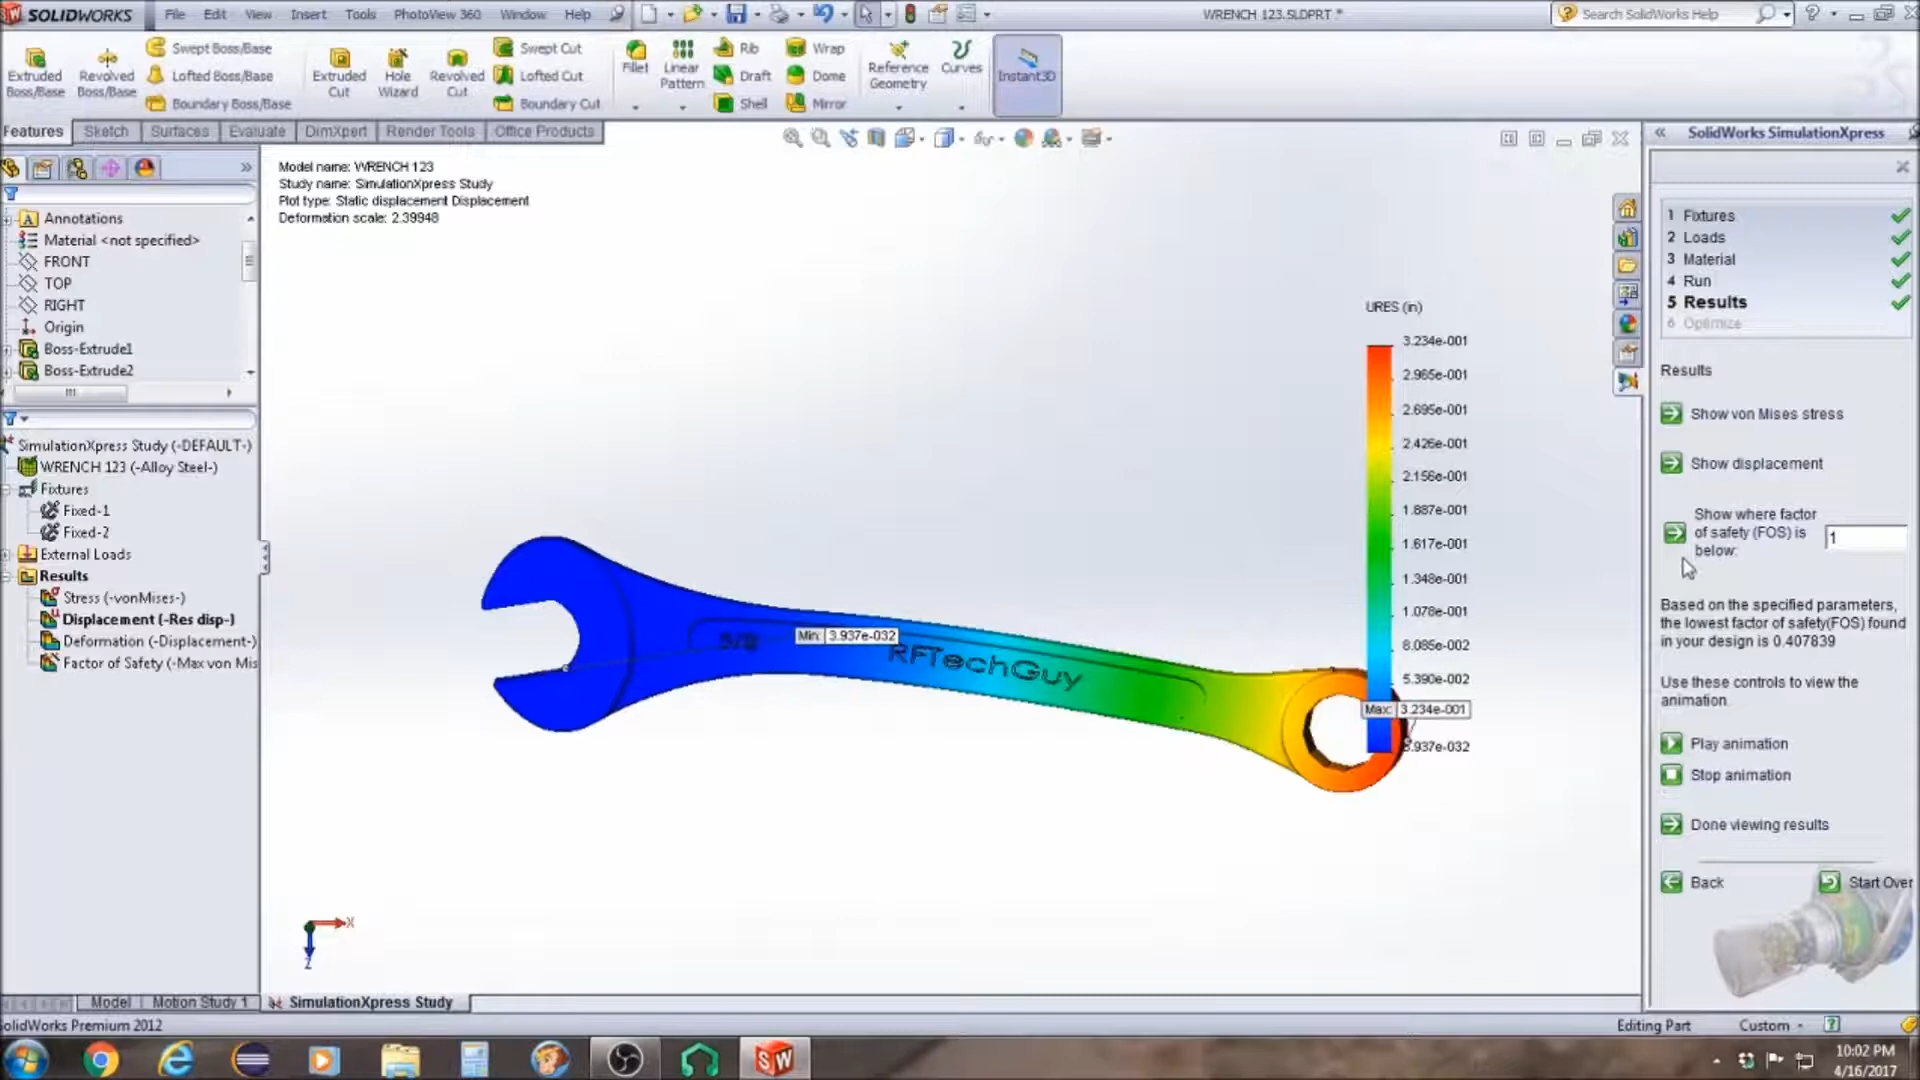 SOLIDWORKS File Edit View Insert Tools PhotoView 360 Window Help WRENCH 123.SLDPRT * Search SolidWorks Help
Extruded Boss/Base
Revolved Boss/Base
Swept Boss/Base
Lofted Boss/Base
Boundary Boss/Base
Extruded Cut
Hole Wizard
Revolved Cut
Swept Cut
Lofted Cut
Boundary Cut
Fillet
Linear Pattern
Rib
Draft
Shell
Wrap
Dome
Mirror
Reference Geometry
Curves
Instant3D
Features Sketch Surfaces Evaluate DimXpert Render Tools Office Products
Annotations
Material <not specified>
FRONT
TOP
RIGHT
Origin
Boss-Extrude1
Boss-Extrude2
SimulationXpress Study (-DEFAULT-)
WRENCH 123 (-Alloy Steel-)
Fixtures
Fixed-1
Fixed-2
External Loads
Results
Stress (-vonMises-)
Displacement (-Res disp-)
Deformation (-Displacement-)
Factor of Safety (-Max von Mis
Model name: WRENCH 123
Study name: SimulationXpress Study
Plot type: Static displacement Displacement
Deformation scale: 2.39948
URES (in)
3.234e-001
2.965e-001
2.695e-001
2.426e-001
2.156e-001
1.887e-001
1.617e-001
1.348e-001
1.078e-001
8.085e-002
5.390e-002
3.937e-032
Min: 3.937e-032
Max: 3.234e-001
RFTechGuy
SolidWorks SimulationXpress
1 Fixtures
2 Loads
3 Material
4 Run
5 Results
6 Optimize
Results
Show von Mises stress
Show displacement
Show where factor
of safety (FOS) is 1
below:
Based on the specified parameters,
the lowest factor of safety(FOS) found
in your design is 0.407839
Use these controls to view the
animation.
Play animation
Stop animation
Done viewing results
Back Start Over
X
Z
Model Motion Study 1 SimulationXpress Study
SolidWorks Premium 2012 Editing Part Custom
SW
10:02 PM
4/16/2017